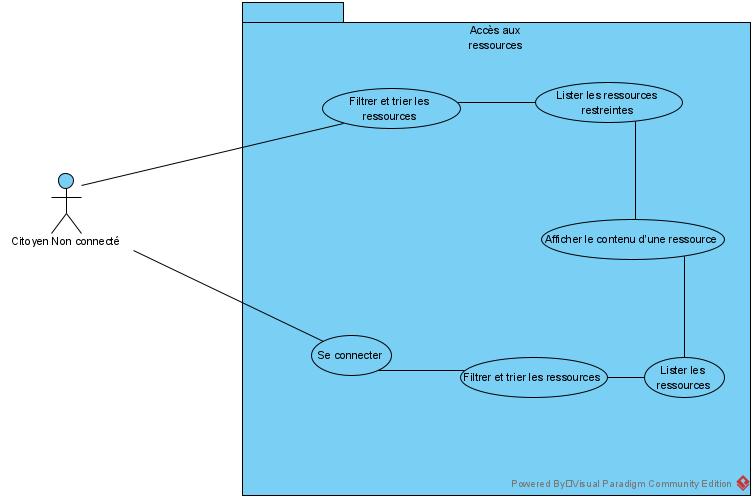 Accès aux
ressources
Filtrer et trier les
ressources
Lister les ressources
restreintes
Citoyen Non connecté
Afficher le contenu d'une ressource
Se connecter
Filtrer et trier les ressources
Lister les
ressources
Powered By Visual Paradigm Community Edition